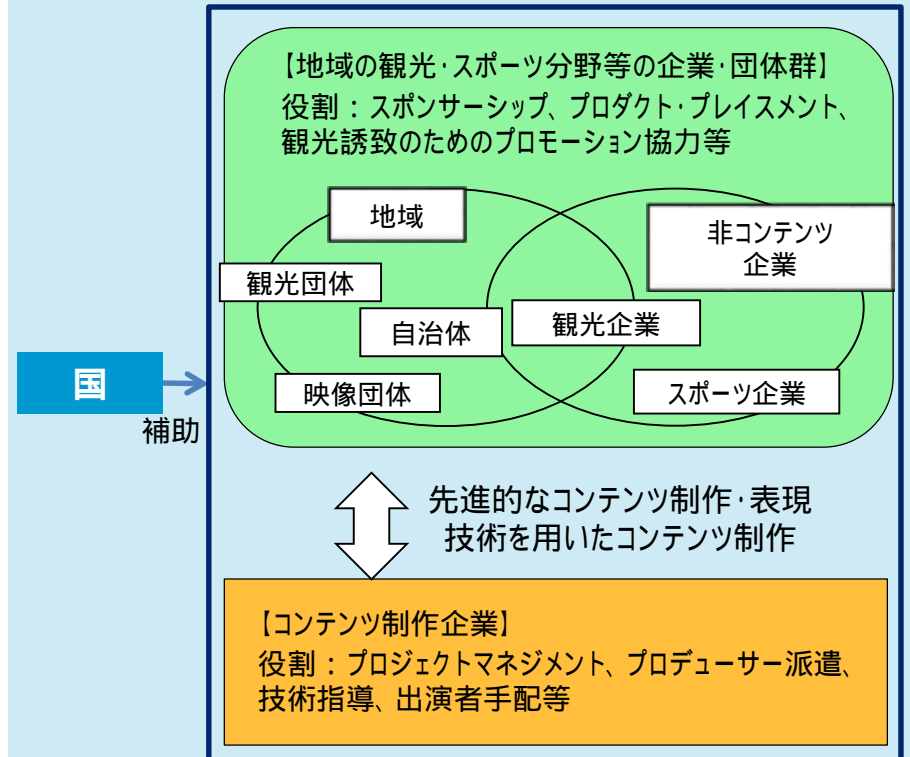 【地域の観光・スポーツ分野等の企業・団体群】
役割：スポンサーシップ、プロダクト・プレイスメント、
観光誘致のためのプロモーション協力等
地域
非コンテンツ
企業
観光団体
自治体
観光企業
映像団体
スポーツ企業
国
補助
先進的なコンテンツ制作・表現
技術を用いたコンテンツ制作
【コンテンツ制作企業】
役割：プロジェクトマネジメント、プロデューサー派遣、
技術指導、出演者手配等